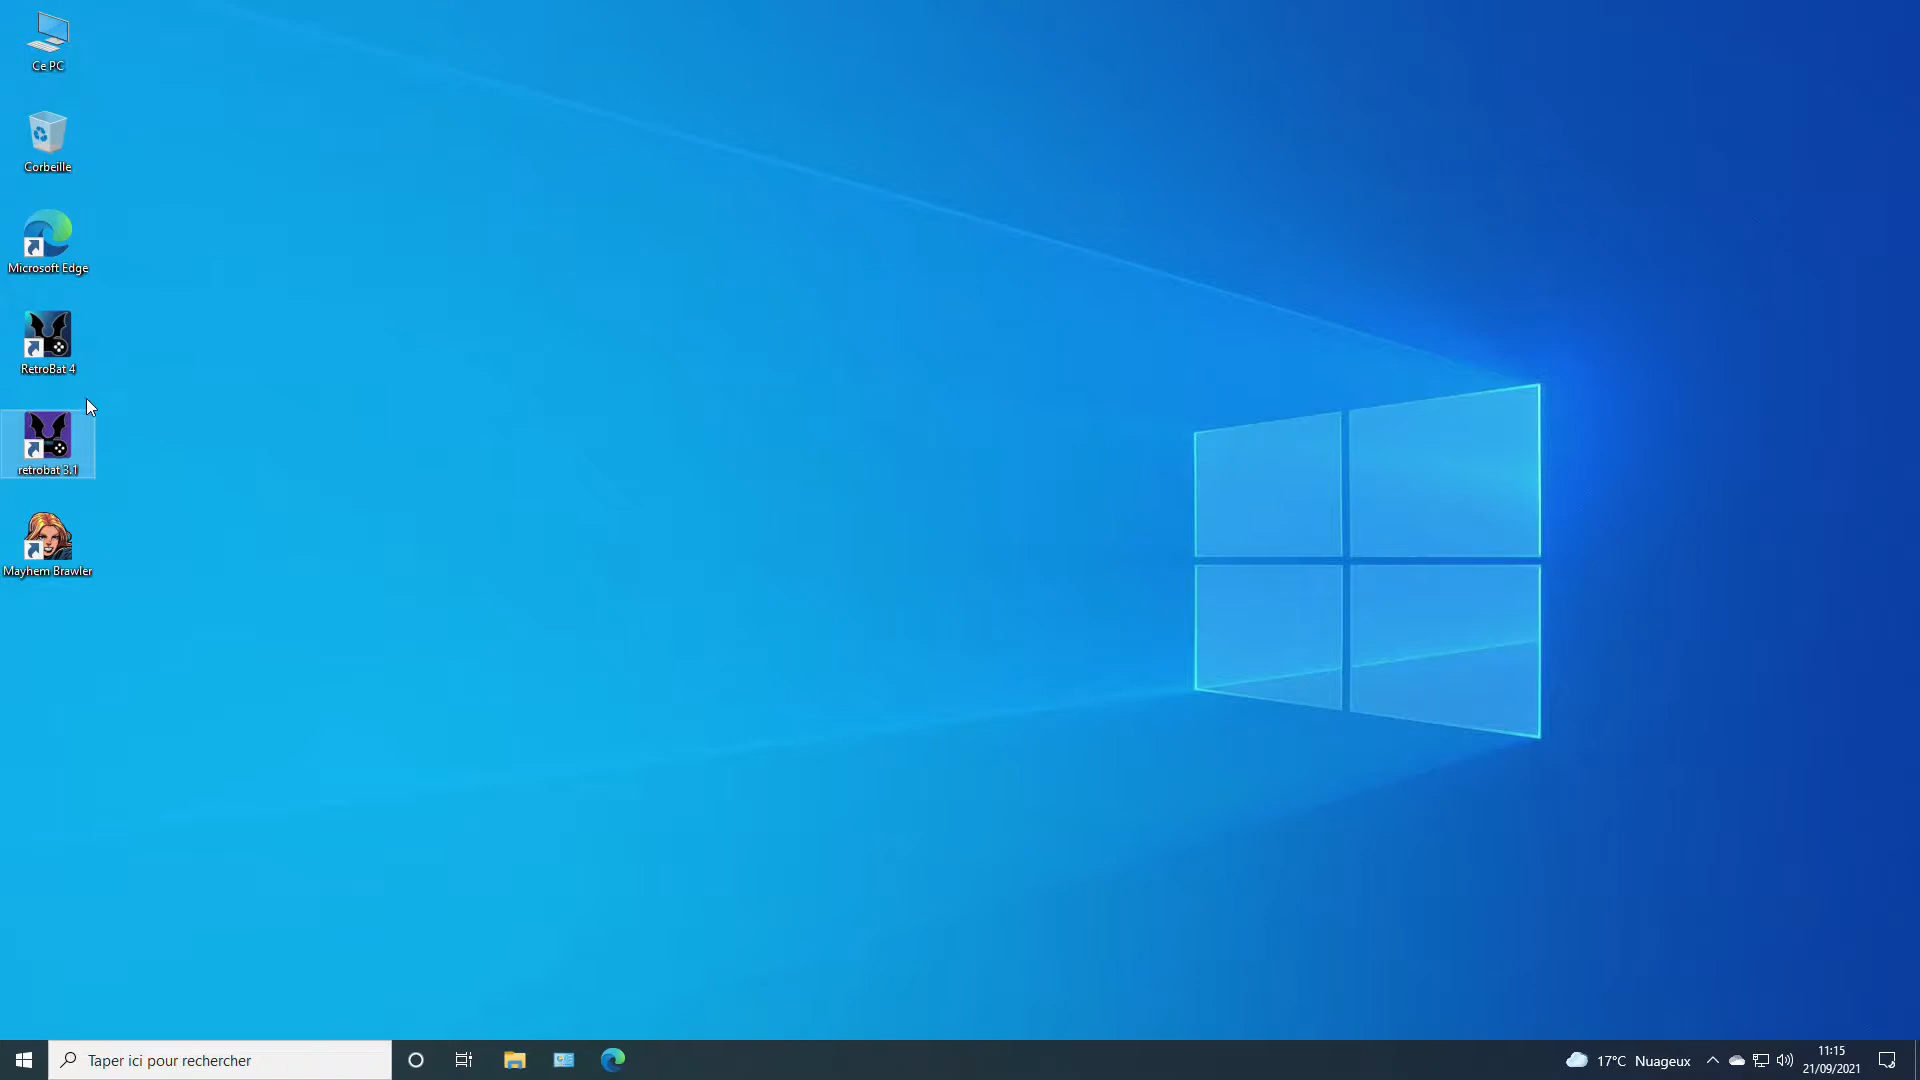 Ce PC
Corbeille
Microsoft Edge
RetroBat 4
retrobat 3.1
Mayhem Brawler
Taper ici pour rechercher
17°C Nuageux
11:15
21/09/2021